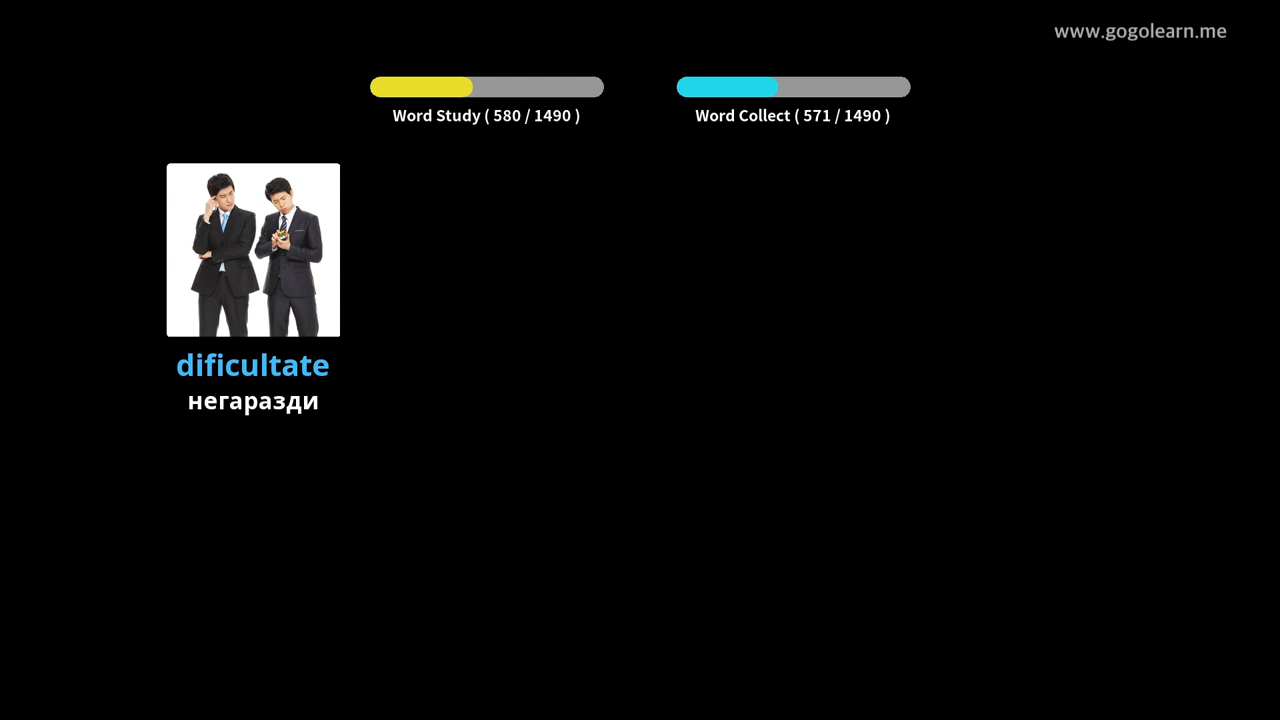 www.gogolearn.me
Word Study ( 580 / 1490 )
Word Collect ( 571 / 1490 )
dificultate
негаразди